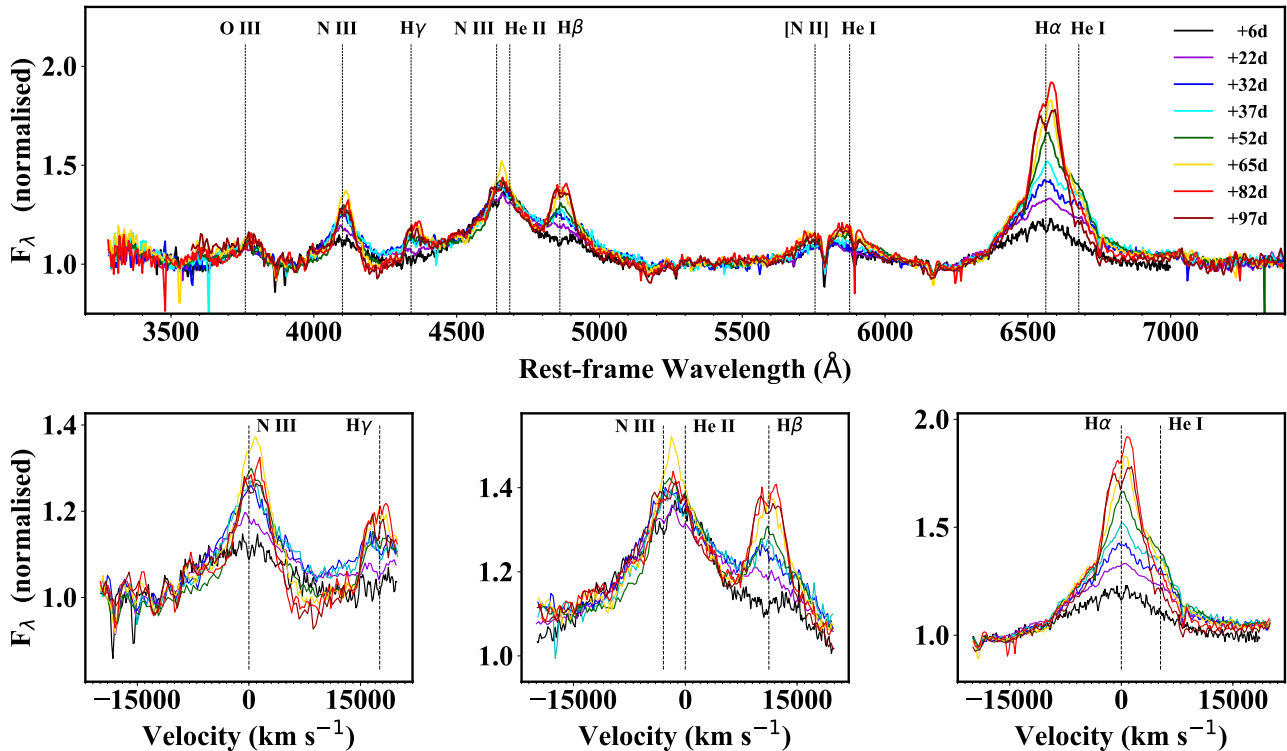 O III N III Hγ N III He II Hβ [N II] He I Hα He I
2.0
1.5
1.0
F_λ (normalised)
+6d
+22d
+32d
+37d
+52d
+65d
+82d
+97d
3500 4000 4500 5000 5500 6000 6500 7000
Rest-frame Wavelength (Å)
1.4
1.2
1.0
F_λ (normalised)
N III Hγ
−15000 0 15000
Velocity (km s⁻¹)
1.4
1.2
1.0
N III He II Hβ
−15000 0 15000
Velocity (km s⁻¹)
2.0
1.5
1.0
Hα He I
−15000 0 15000
Velocity (km s⁻¹)